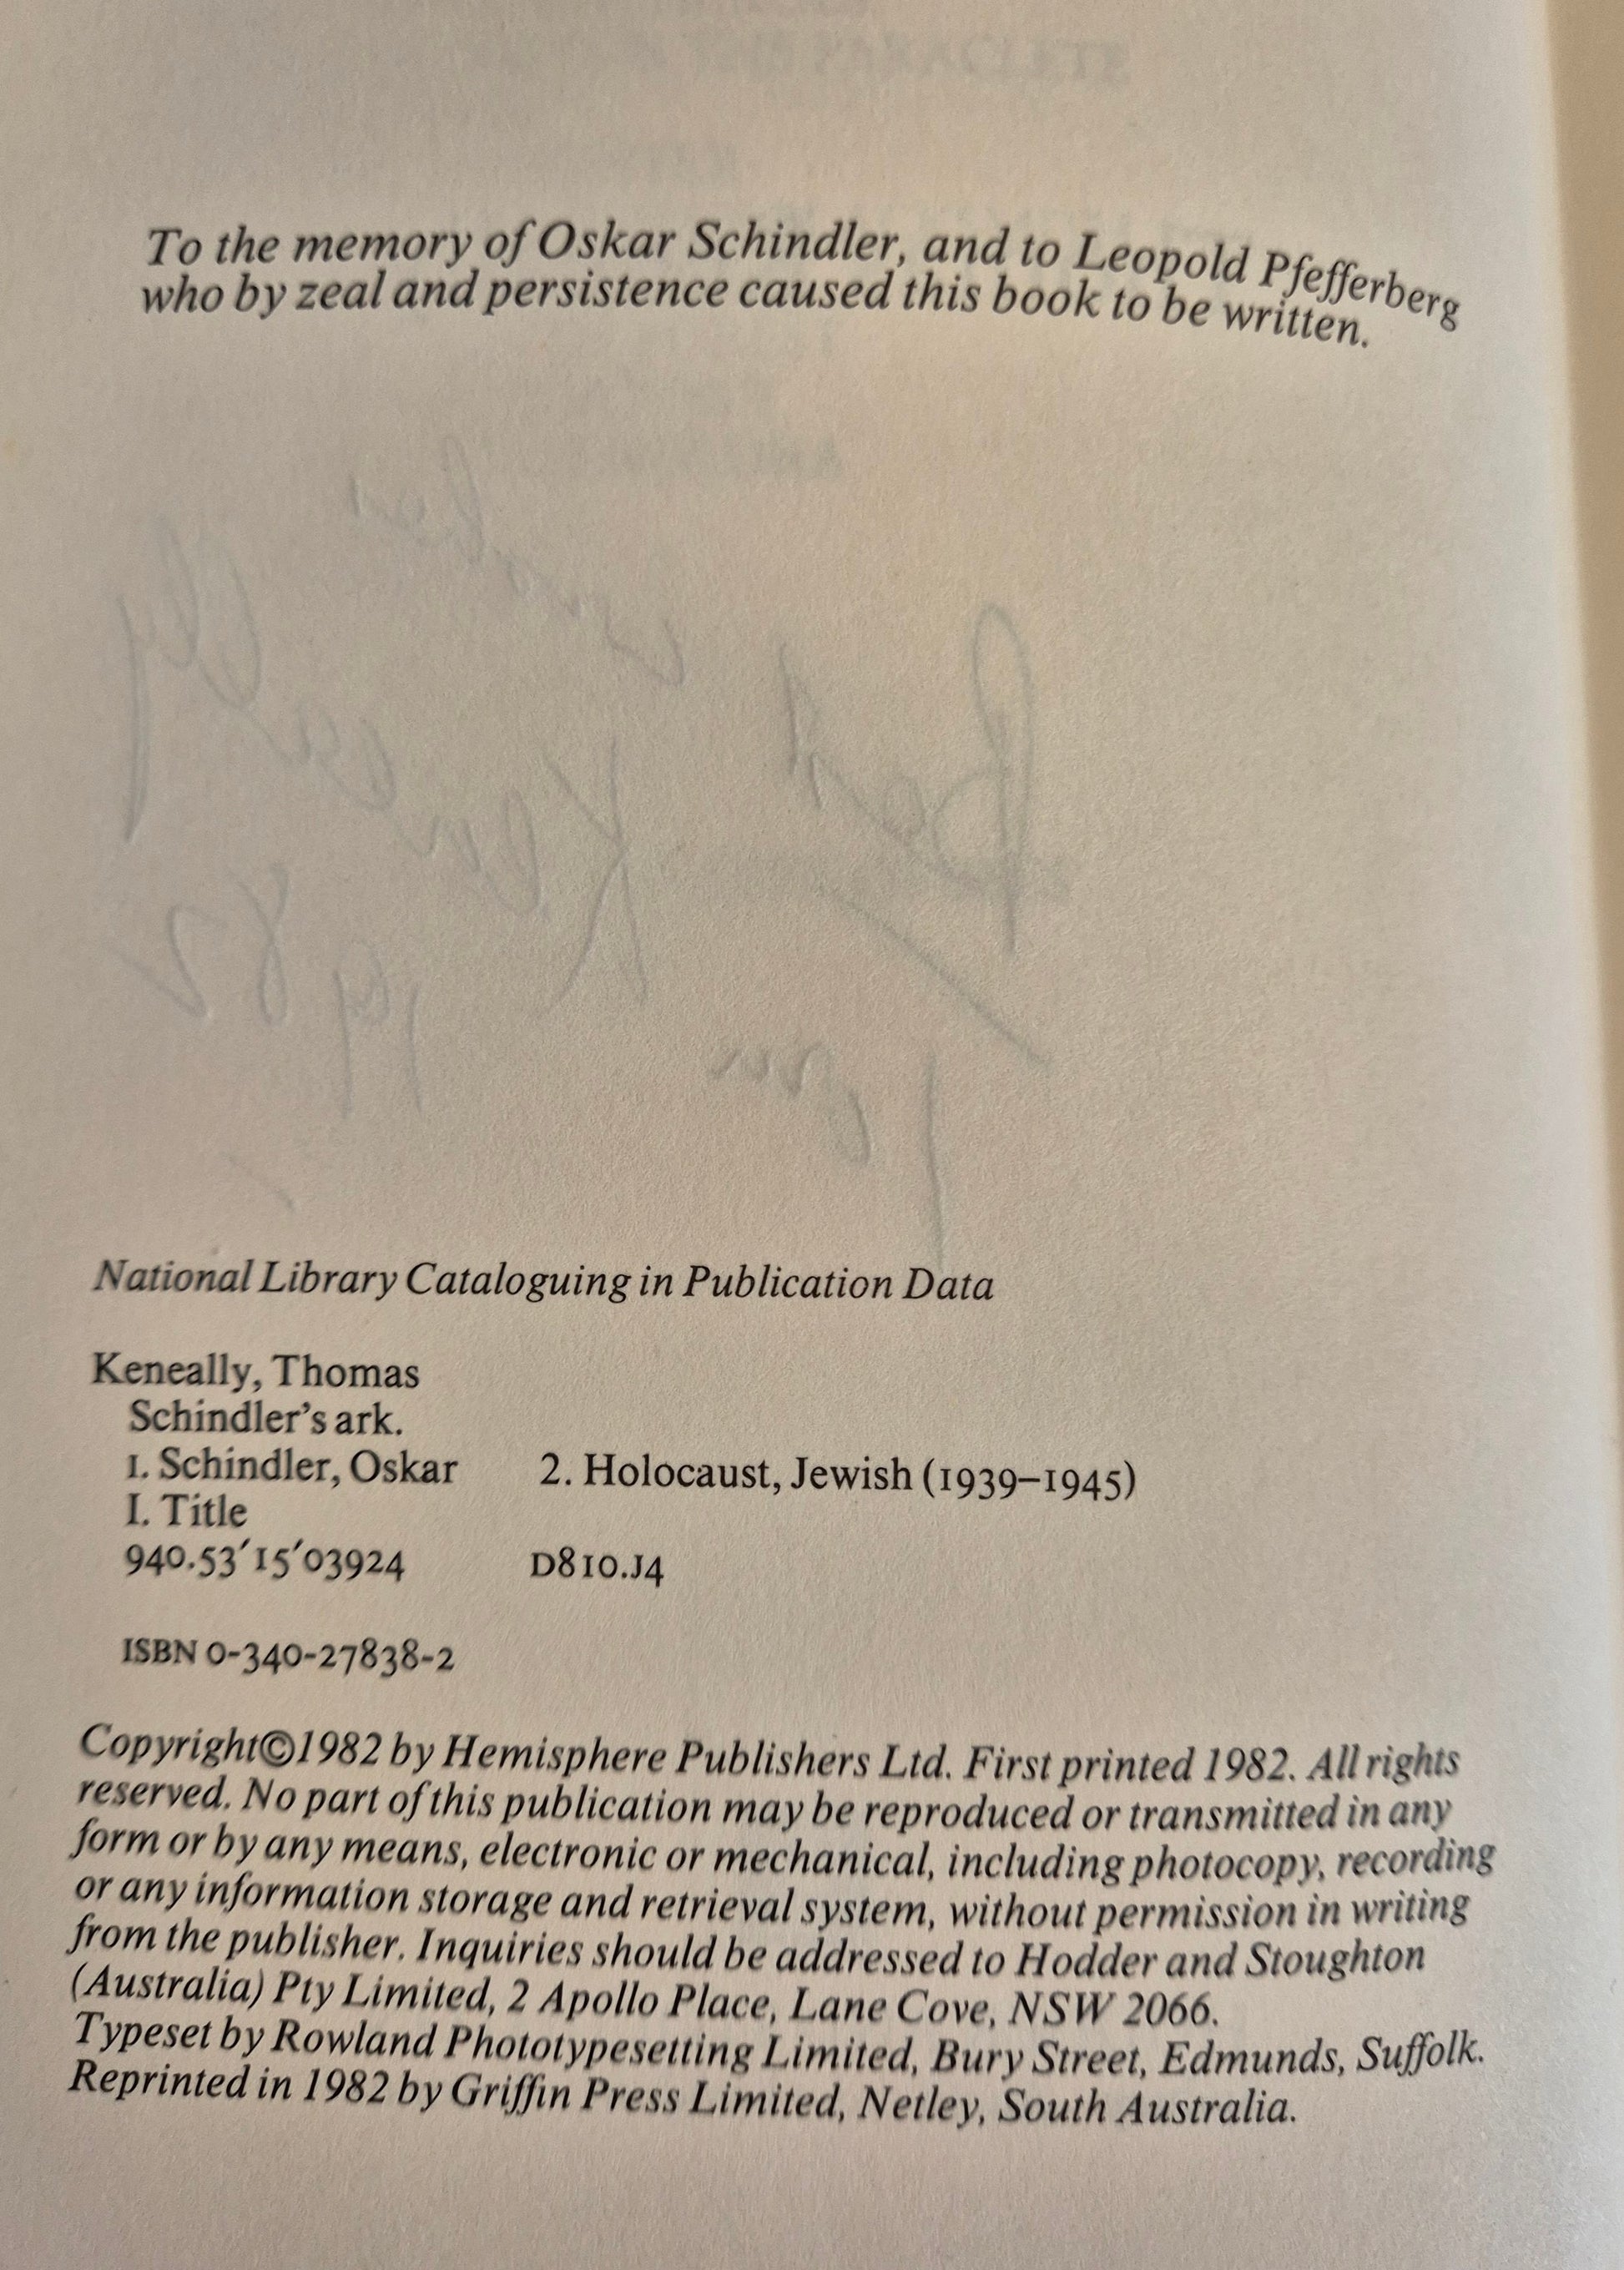 To the memory of Oskar Schindler, and to Leopold Pfefferberg
who by zeal and persistence caused this book to be written.
National Library Cataloguing in Publication Data
Keneally, Thomas
Schindler's ark.
1. Schindler, Oskar 2. Holocaust, Jewish (1939–1945)
I. Title
940.53′15′03924 D810.J4
ISBN 0-340-27838-2
Copyright©1982 by Hemisphere Publishers Ltd. First printed 1982. All rights
reserved. No part of this publication may be reproduced or transmitted in any
form or by any means, electronic or mechanical, including photocopy, recording
or any information storage and retrieval system, without permission in writing
from the publisher. Inquiries should be addressed to Hodder and Stoughton
(Australia) Pty Limited, 2 Apollo Place, Lane Cove, NSW 2066.
Typeset by Rowland Phototypesetting Limited, Bury Street, Edmunds, Suffolk.
Reprinted in 1982 by Griffin Press Limited, Netley, South Australia.